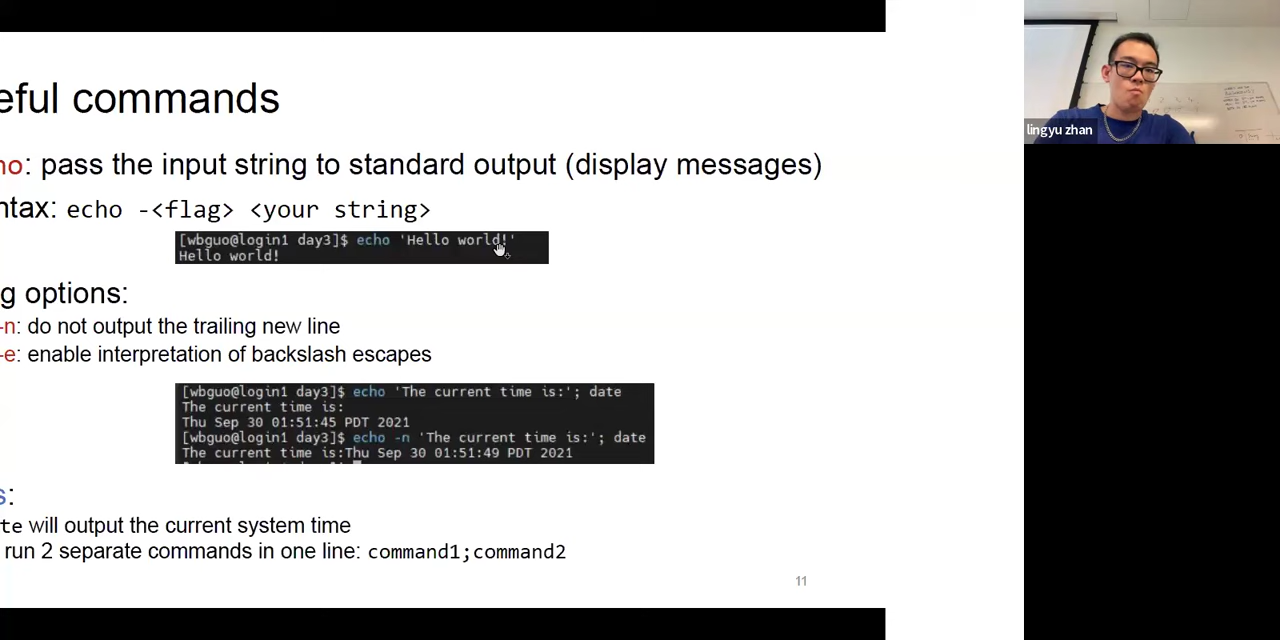 eful commands
no: pass the input string to standard output (display messages)
ntax: echo -<flag> <your string>
[wbguo@login1 day3]$ echo 'Hello world!'
Hello world!
g options:
-n: do not output the trailing new line
-e: enable interpretation of backslash escapes
[wbguo@login1 day3]$ echo 'The current time is:'; date
The current time is:
Thu Sep 30 01:51:45 PDT 2021
[wbguo@login1 day3]$ echo -n 'The current time is:'; date
The current time is:Thu Sep 30 01:51:49 PDT 2021
s:
te will output the current system time
run 2 separate commands in one line: command1;command2
11
lingyu zhan